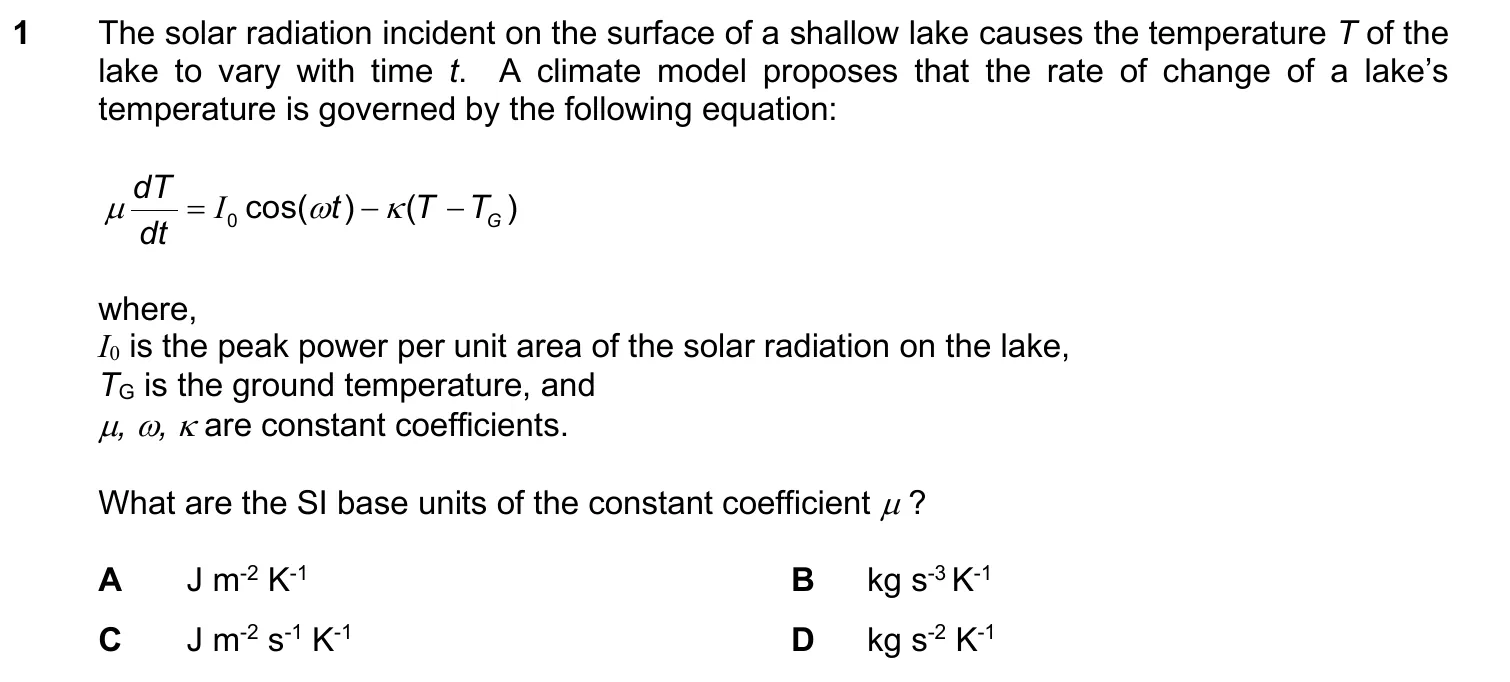 1 The solar radiation incident on the surface of a shallow lake causes the temperature T of the
lake to vary with time t. A climate model proposes that the rate of change of a lake's
temperature is governed by the following equation:
μ dT/dt = I₀ cos(ωt) – κ(T – T_G)
where,
I₀ is the peak power per unit area of the solar radiation on the lake,
T_G is the ground temperature, and
μ, ω, κ are constant coefficients.
What are the SI base units of the constant coefficient μ ?
A J m⁻² K⁻¹ B kg s⁻³ K⁻¹
C J m⁻² s⁻¹ K⁻¹ D kg s⁻² K⁻¹